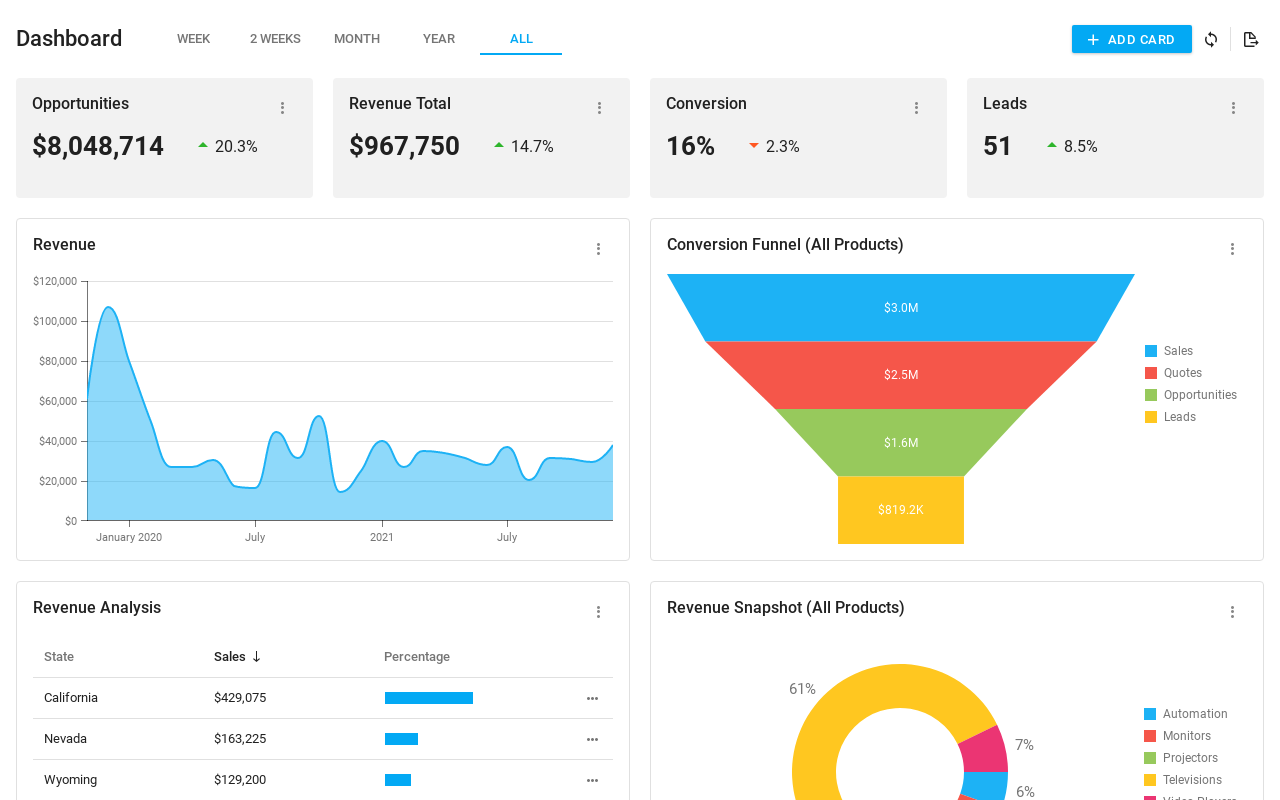 Dashboard
WEEK
2 WEEKS
MONTH
YEAR
ALL
ADD CARD
Opportunities
$8,048,714
20.3%
Revenue Total
$967,750
14.7%
Conversion
16%
2.3%
Leads
51
8.5%
Revenue
$120,000
$100,000
$80,000
$60,000
$40,000
$20,000
$0
January 2020
July
2021
July
Conversion Funnel (All Products)
$3.0M
$2.5M
$1.6M
$819.2K
Sales
Quotes
Opportunities
Leads
Revenue Analysis
State
Sales
Percentage
California
$429,075
Nevada
$163,225
Wyoming
$129,200
Revenue Snapshot (All Products)
61%
7%
6%
Automation
Monitors
Projectors
Televisions
Video Players